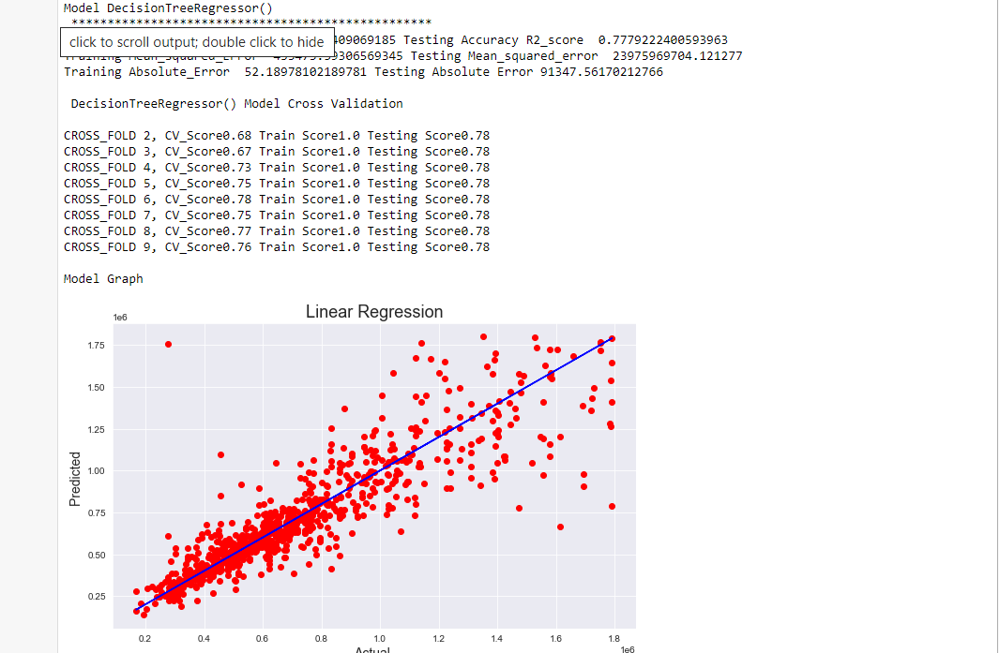 Model DecisionTreeRegressor()
**************************************************
click to scroll output; double click to hide 409069185 Testing Accuracy R2_score 0.7779222400593963
Training Mean_squared_Error 306569345 Testing Mean_squared_error 23975969704.121277
Training Absolute_Error 52.18978102189781 Testing Absolute Error 91347.56170212766
DecisionTreeRegressor() Model Cross Validation
CROSS_FOLD 2, CV_Score0.68 Train Score1.0 Testing Score0.78
CROSS_FOLD 3, CV_Score0.67 Train Score1.0 Testing Score0.78
CROSS_FOLD 4, CV_Score0.73 Train Score1.0 Testing Score0.78
CROSS_FOLD 5, CV_Score0.75 Train Score1.0 Testing Score0.78
CROSS_FOLD 6, CV_Score0.78 Train Score1.0 Testing Score0.78
CROSS_FOLD 7, CV_Score0.75 Train Score1.0 Testing Score0.78
CROSS_FOLD 8, CV_Score0.77 Train Score1.0 Testing Score0.78
CROSS_FOLD 9, CV_Score0.76 Train Score1.0 Testing Score0.78
Model Graph
Linear Regression
1e6
1.75
1.50
1.25
1.00
0.75
0.50
0.25
Predicted
0.2 0.4 0.6 0.8 1.0 1.2 1.4 1.6 1.8
Actual
1e6